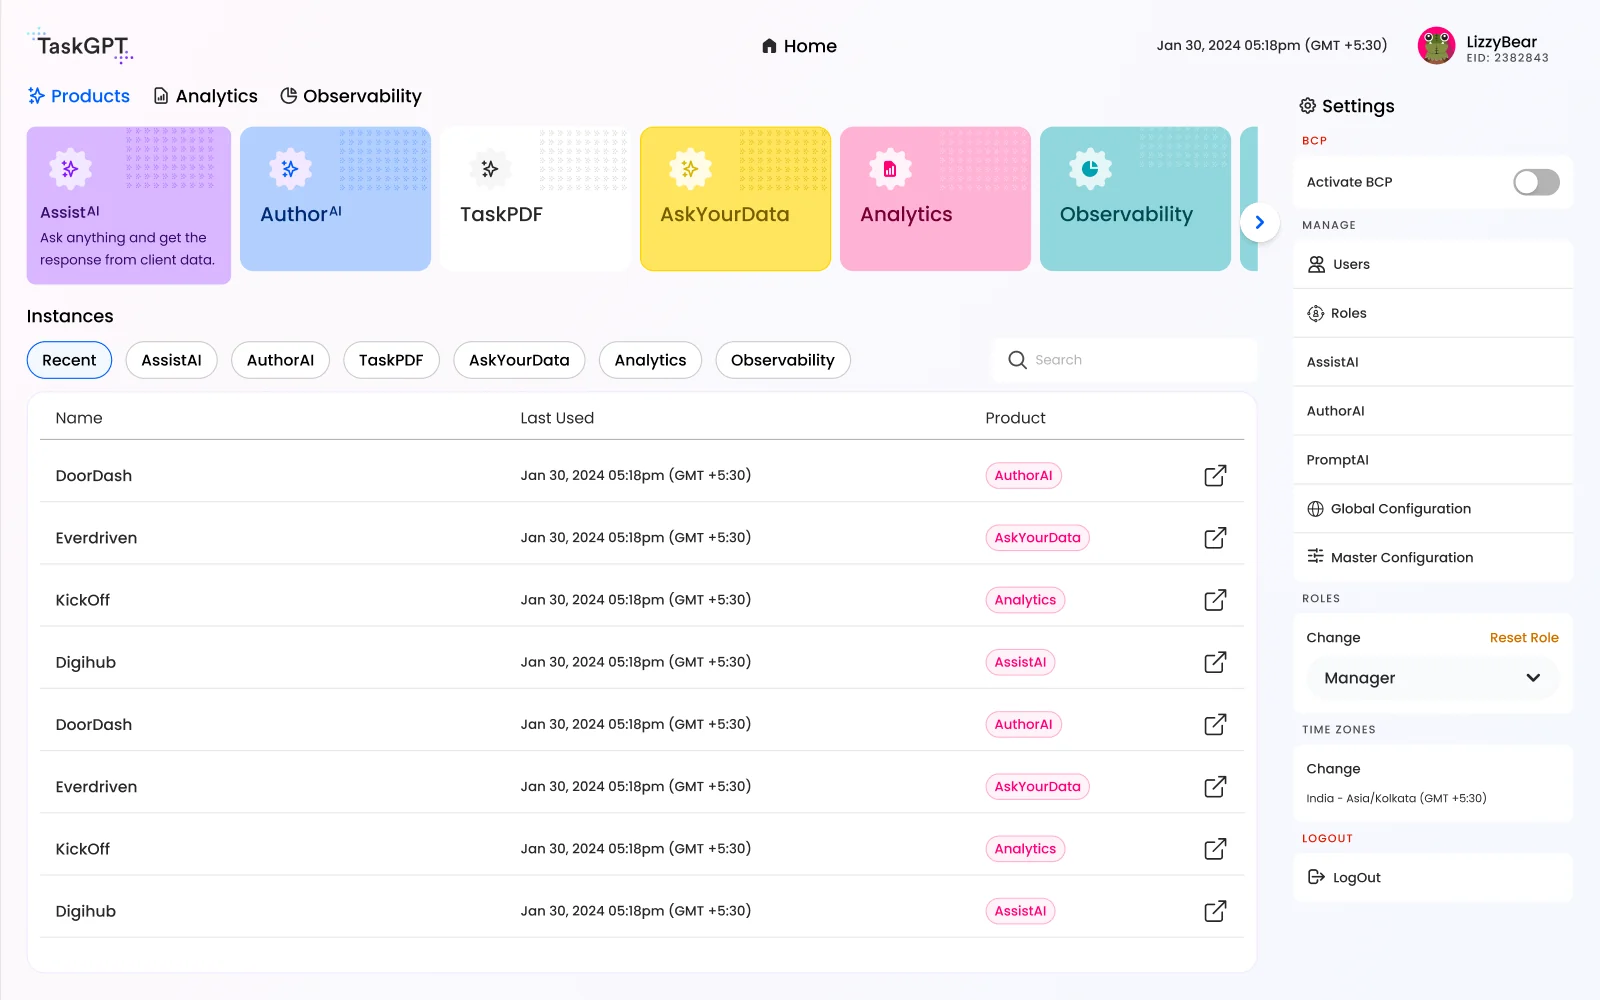 TaskGPT
Home
Jan 30, 2024 05:18pm (GMT +5:30)
LizzyBear
EID: 2382843
Products
Analytics
Observability
AssistAI
Ask anything and get the
response from client data.
AuthorAI
TaskPDF
AskYourData
Analytics
Observability
Instances
Recent
AssistAI
AuthorAI
TaskPDF
AskYourData
Analytics
Observability
Search
Name Last Used Product
DoorDash Jan 30, 2024 05:18pm (GMT +5:30) AuthorAI
Everdriven Jan 30, 2024 05:18pm (GMT +5:30) AskYourData
KickOff Jan 30, 2024 05:18pm (GMT +5:30) Analytics
Digihub Jan 30, 2024 05:18pm (GMT +5:30) AssistAI
DoorDash Jan 30, 2024 05:18pm (GMT +5:30) AuthorAI
Everdriven Jan 30, 2024 05:18pm (GMT +5:30) AskYourData
KickOff Jan 30, 2024 05:18pm (GMT +5:30) Analytics
Digihub Jan 30, 2024 05:18pm (GMT +5:30) AssistAI
Settings
BCP
Activate BCP
MANAGE
Users
Roles
AssistAI
AuthorAI
PromptAI
Global Configuration
Master Configuration
ROLES
Change Reset Role
Manager
TIME ZONES
Change
India - Asia/Kolkata (GMT +5:30)
LOGOUT
LogOut